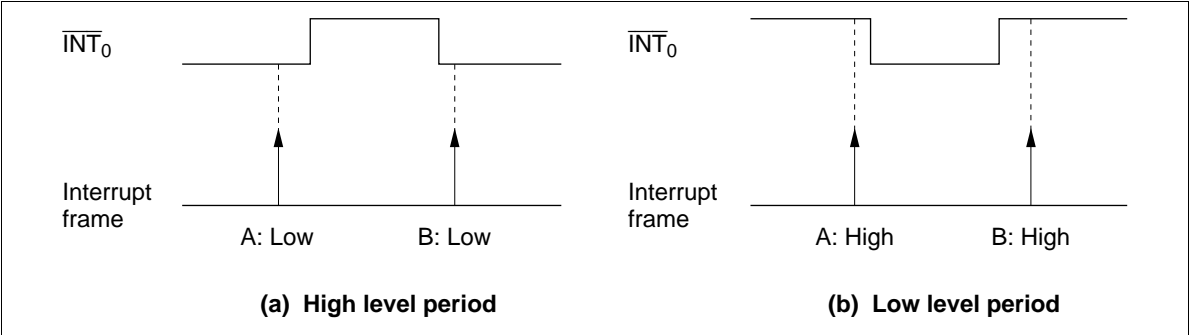 INT0
Interrupt
frame
A: Low
B: Low
(a) High level period
INT0
Interrupt
frame
A: High
B: High
(b) Low level period